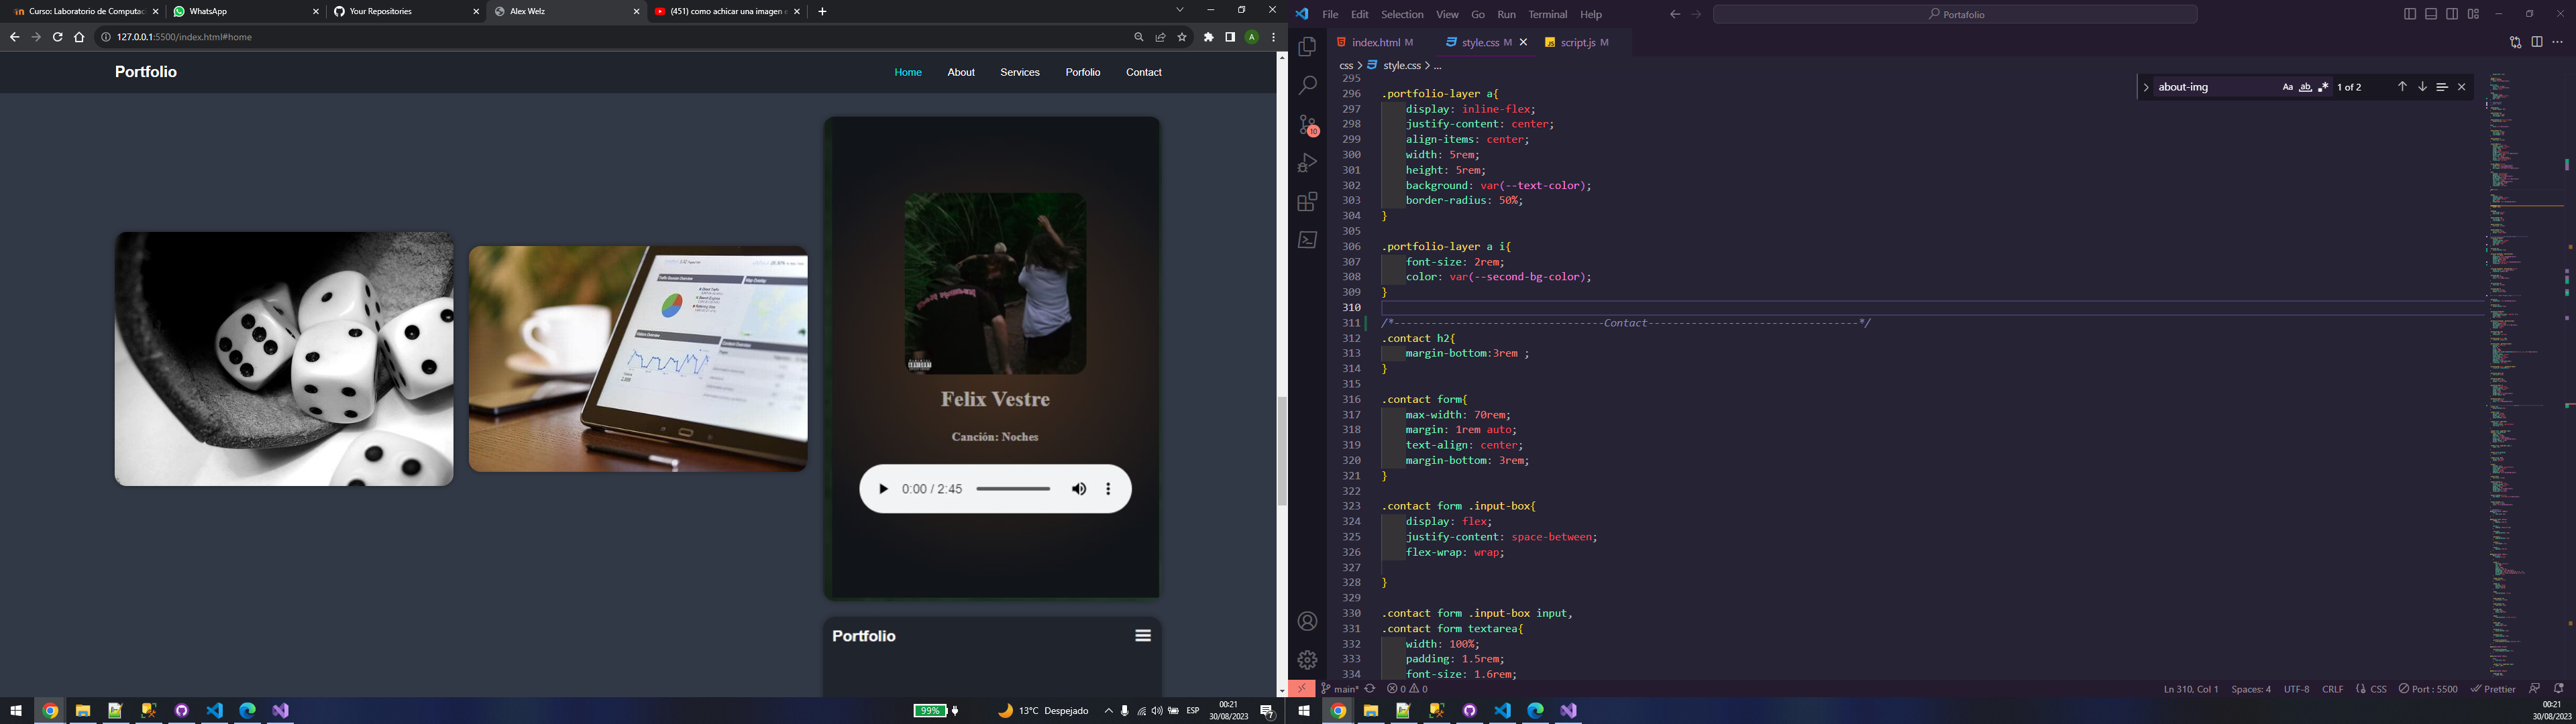 Curso: Laboratorio de Computaci
WhatsApp
Your Repositories
Alex Welz
(451) como achicar una imagen e
127.0.0.1:5500/index.html#home
A
Portfolio
Home
About
Services
Porfolio
Contact
Felix Vestre
Canción: Noches
0:00 / 2:45
Portfolio
99%
13°C Despejado
ESP
00:21
30/08/2023
7
File Edit Selection View Go Run Terminal Help
Portafolio
index.html M
style.css M
script.js M
css > style.css > ...
about-img
Aa ab
1 of 2
10
295
296 .portfolio-layer a{
297 display: inline-flex;
298 justify-content: center;
299 align-items: center;
300 width: 5rem;
301 height: 5rem;
302 background: var(--text-color);
303 border-radius: 50%;
304 }
305
306 .portfolio-layer a i{
307 font-size: 2rem;
308 color: var(--second-bg-color);
309 }
310
311 /*----------------------------------Contact----------------------------------*/
312 .contact h2{
313 margin-bottom:3rem ;
314 }
315
316 .contact form{
317 max-width: 70rem;
318 margin: 1rem auto;
319 text-align: center;
320 margin-bottom: 3rem;
321 }
322
323 .contact form .input-box{
324 display: flex;
325 justify-content: space-between;
326 flex-wrap: wrap;
327
328 }
329
330 .contact form .input-box input,
331 .contact form textarea{
332 width: 100%;
333 padding: 1.5rem;
334 font-size: 1.6rem;
main*
0 0
Ln 310, Col 1
Spaces: 4
UTF-8
CRLF
CSS
Port : 5500
Prettier
00:21
30/08/2023